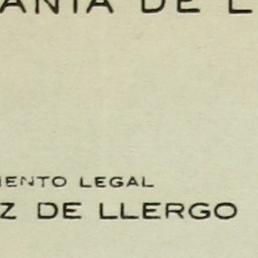 ANIA DE L
IENTO LEGAL
Z DE LLERGO